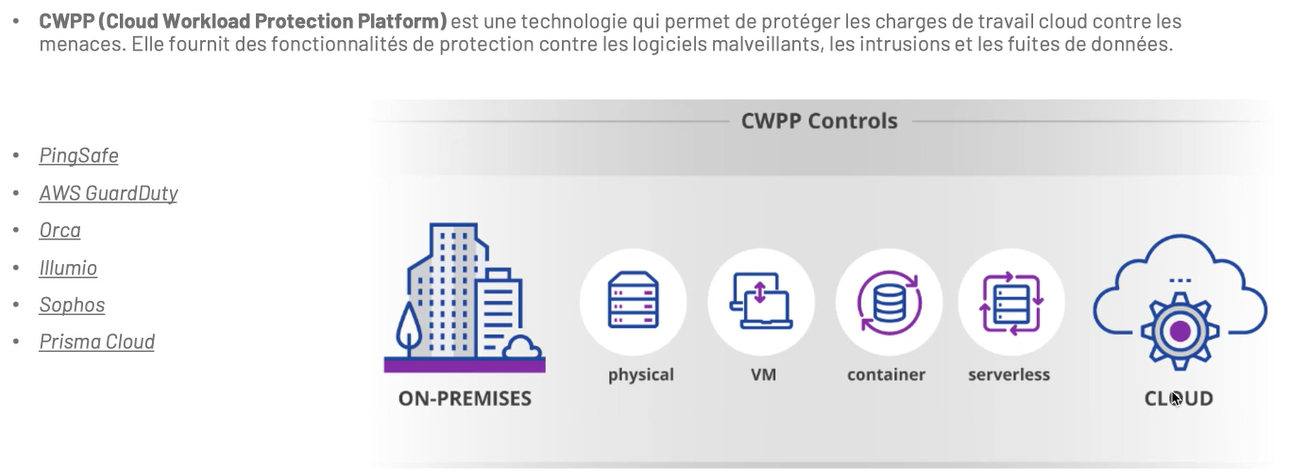 • CWPP (Cloud Workload Protection Platform) est une technologie qui permet de protéger les charges de travail cloud contre les
menaces. Elle fournit des fonctionnalités de protection contre les logiciels malveillants, les intrusions et les fuites de données.
• PingSafe
• AWS GuardDuty
• Orca
• Illumio
• Sophos
• Prisma Cloud
CWPP Controls
physical VM container serverless
ON-PREMISES CLOUD